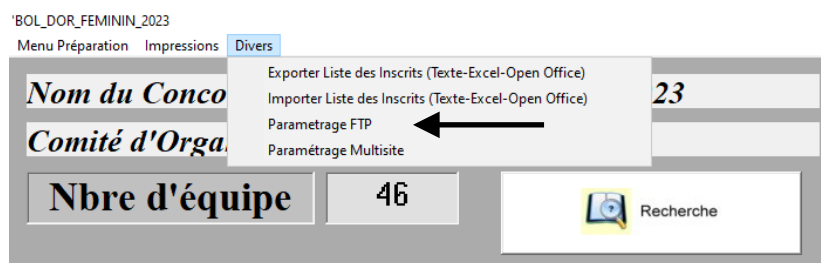 'BOL_DOR_FEMININ_2023
Menu Préparation Impressions Divers
Exporter Liste des Inscrits (Texte-Excel-Open Office)
Nom du Conco 23
Importer Liste des Inscrits (Texte-Excel-Open Office)
Parametrage FTP
Comité d'Orga
Paramétrage Multisite
Nbre d'équipe 46
Recherche